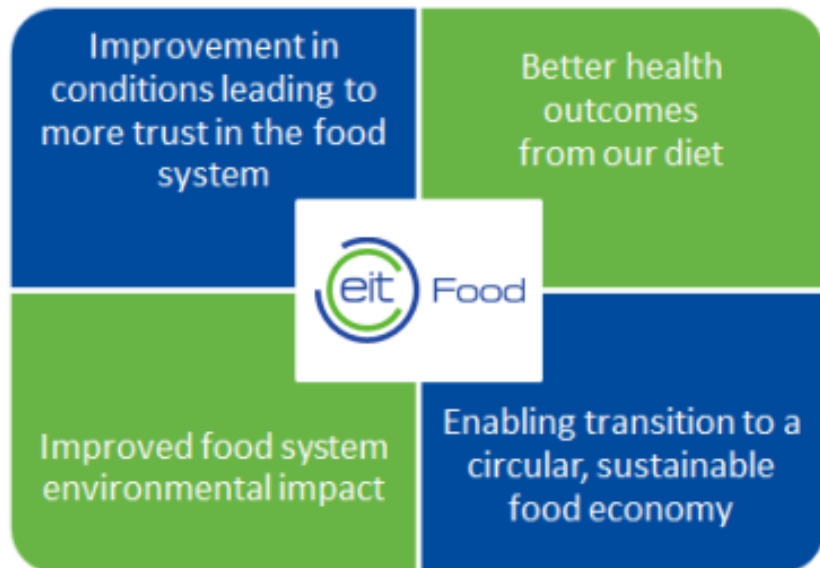 Improvement in
conditions leading to
more trust in the food
system
Better health
outcomes
from our diet
eit Food
Improved food system
environmental impact
Enabling transition to a
circular, sustainable
food economy